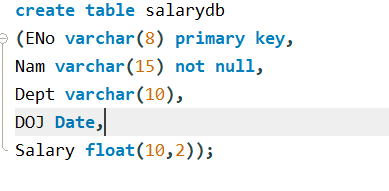 create table salarydb
(ENo varchar(8) primary key,
Nam varchar(15) not null,
Dept varchar(10),
DOJ Date,
Salary float(10,2));